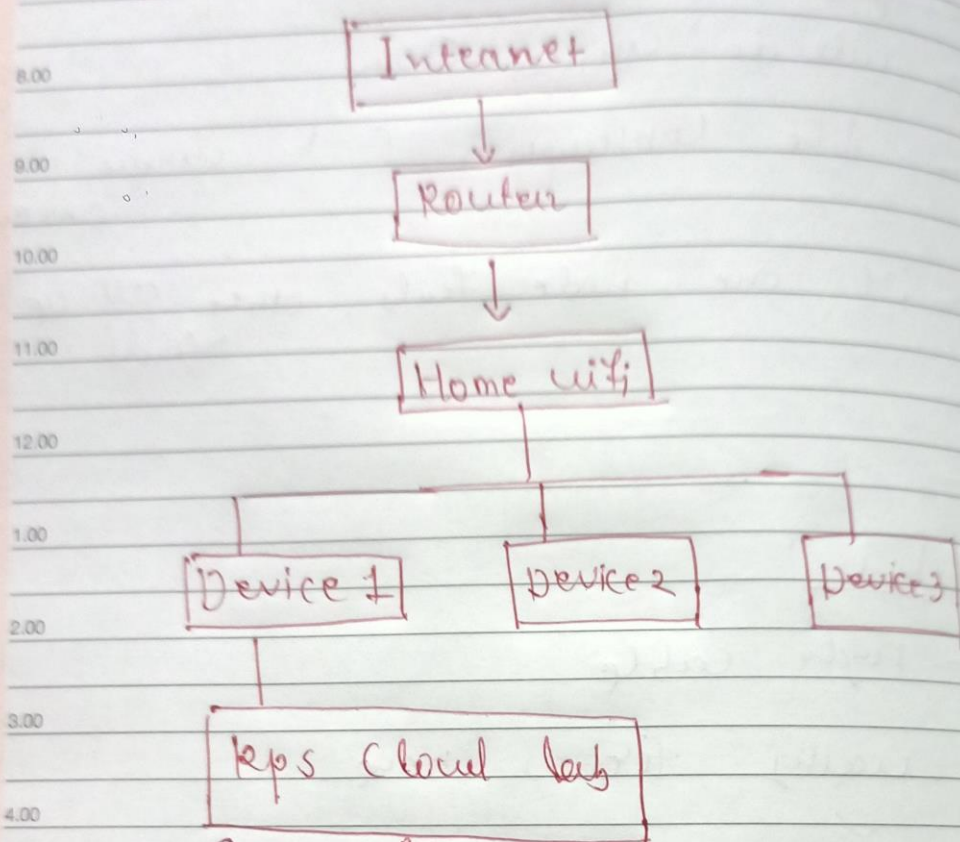 8.00
Internet
9.00
Router
10.00
11.00
Home wifi
12.00
1.00
Device 1
Device 2
Device 3
2.00
3.00
kps Cloud lab
4.00